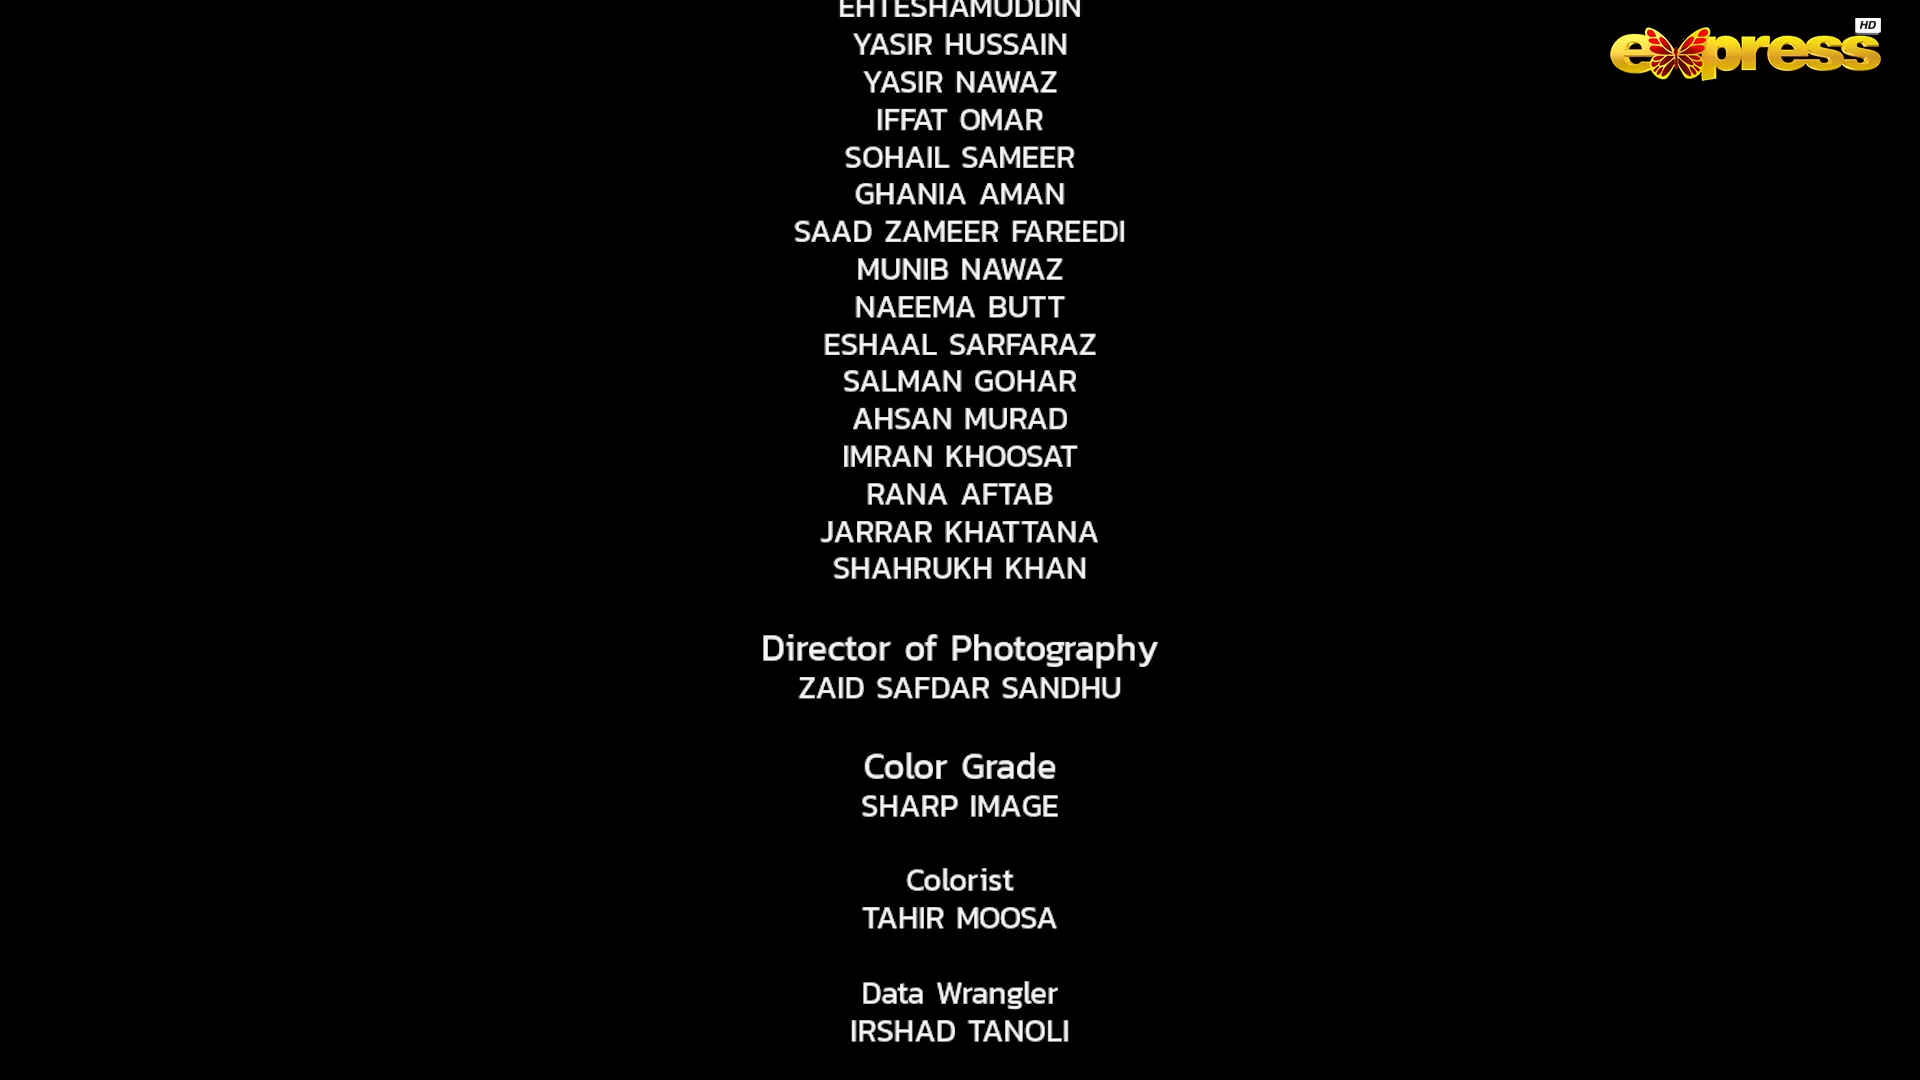 EHTESHAMUDDIN
YASIR HUSSAIN
YASIR NAWAZ
IFFAT OMAR
SOHAIL SAMEER
GHANIA AMAN
SAAD ZAMEER FAREEDI
MUNIB NAWAZ
NAEEMA BUTT
ESHAAL SARFARAZ
SALMAN GOHAR
AHSAN MURAD
IMRAN KHOOSAT
RANA AFTAB
JARRAR KHATTANA
SHAHRUKH KHAN
Director of Photography
ZAID SAFDAR SANDHU
Color Grade
SHARP IMAGE
Colorist
TAHIR MOOSA
Data Wrangler
IRSHAD TANOLI
HD
express